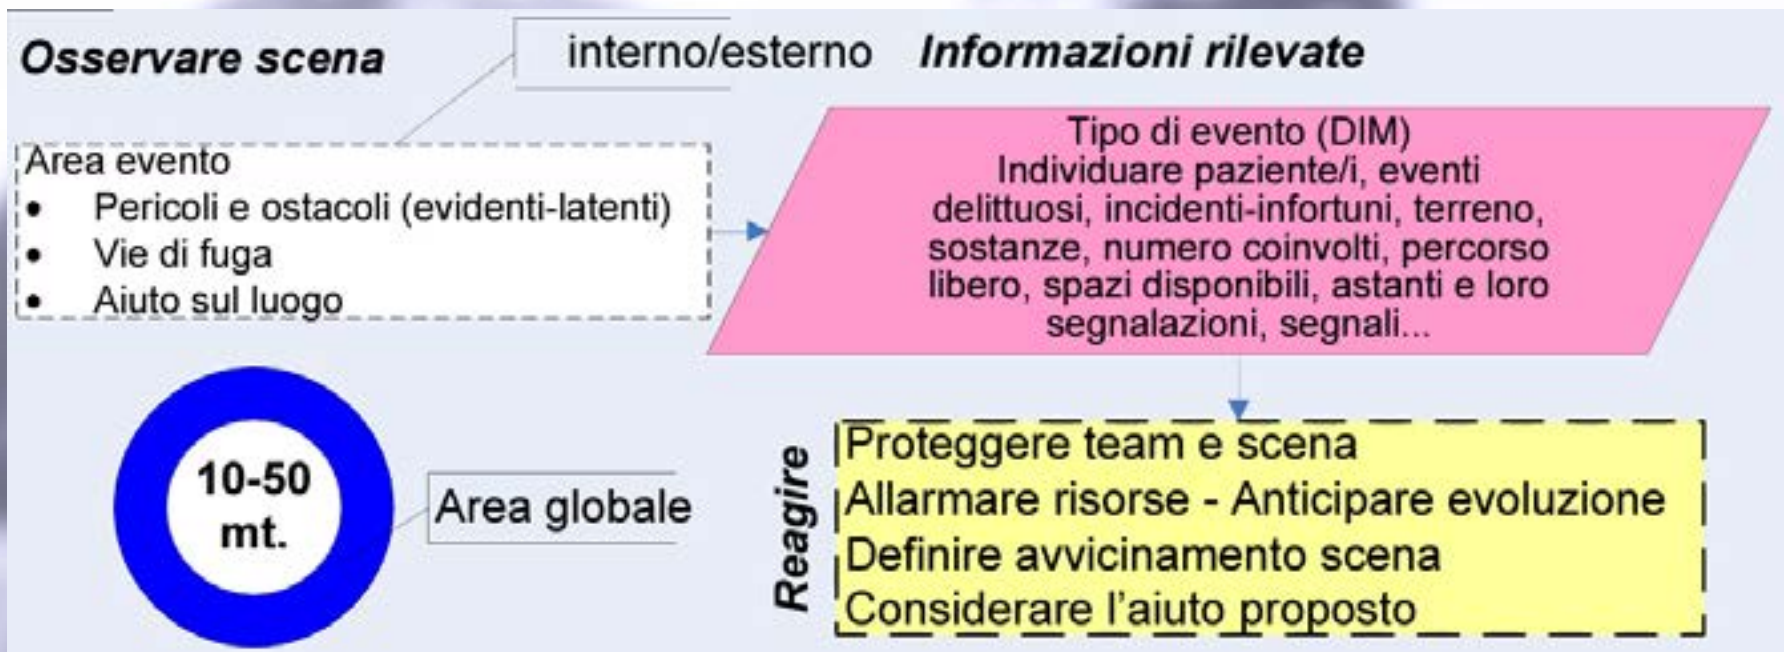 Osservare scena
interno/esterno
Informazioni rilevate
Area evento
• Pericoli e ostacoli (evidenti-latenti)
• Vie di fuga
• Aiuto sul luogo
Tipo di evento (DIM)
Individuare paziente/i, eventi
delittuosi, incidenti-infortuni, terreno,
sostanze, numero coinvolti, percorso
libero, spazi disponibili, astanti e loro
segnalazioni, segnali...
10-50
mt.
Area globale
Reagire
Proteggere team e scena
Allarmare risorse - Anticipare evoluzione
Definire avvicinamento scena
Considerare l'aiuto proposto